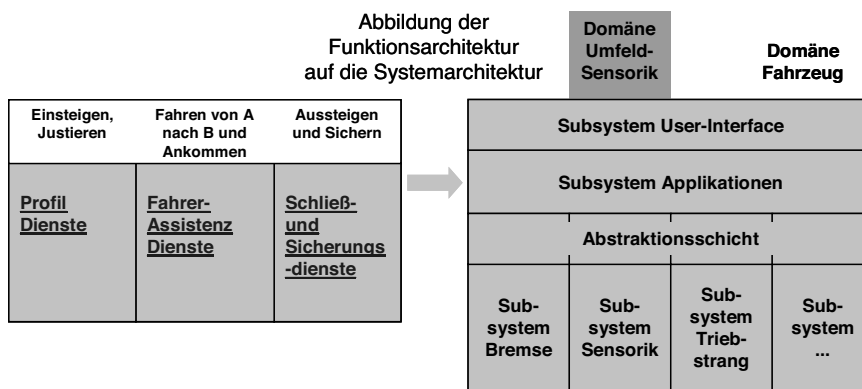 Abbildung der
Funktionsarchitektur
auf die Systemarchitektur
Domäne
Umfeld-
Sensorik
Domäne
Fahrzeug
Einsteigen,
Justieren
Fahren von A
nach B und
Ankommen
Aussteigen
und Sichern
Profil
Dienste
Fahrer-
Assistenz
Dienste
Schließ-
und
Sicherungs
-dienste
Subsystem User-Interface
Subsystem Applikationen
Abstraktionsschicht
Sub-
system
Bremse
Sub-
system
Sensorik
Sub-
system
Trieb-
strang
Sub-
system
...